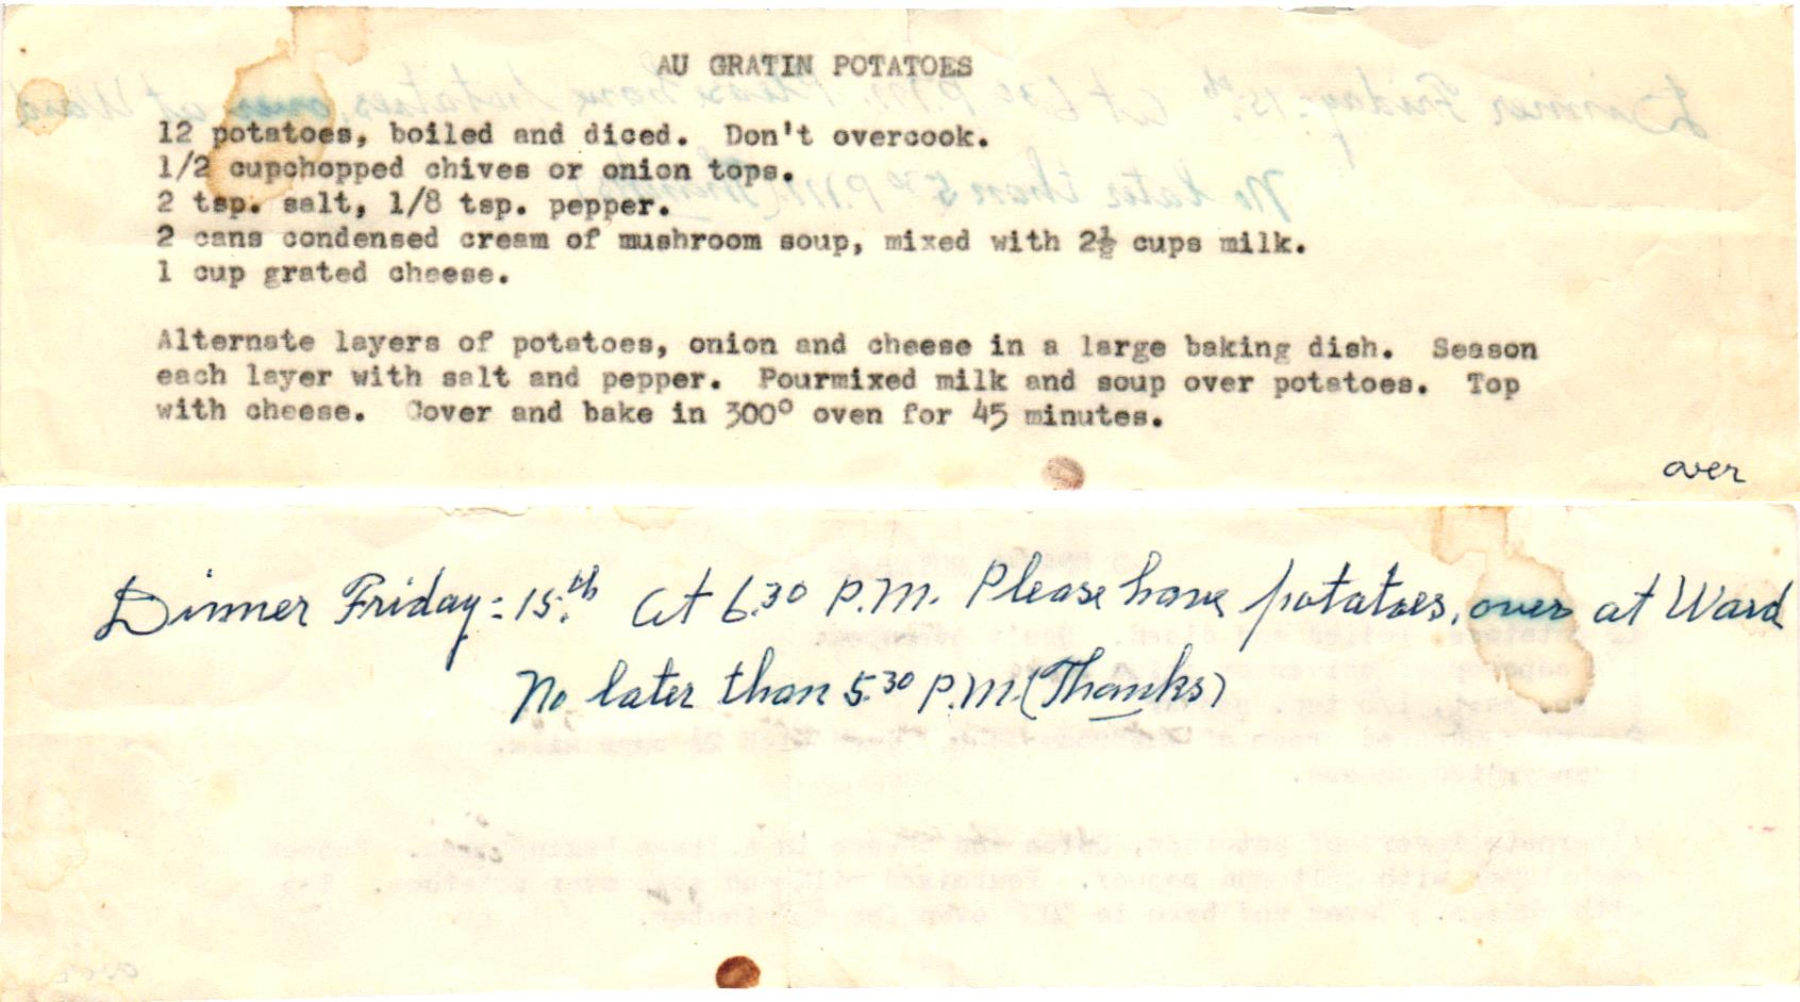 AU GRATIN POTATOES
12 potatoes, boiled and diced. Don't overcook.
1/2 cupchopped chives or onion tops.
2 tsp. salt, 1/8 tsp. pepper.
2 cans condensed cream of mushroom soup, mixed with 2½ cups milk.
1 cup grated cheese.
Alternate layers of potatoes, onion and cheese in a large baking dish. Season
each layer with salt and pepper. Pourmixed milk and soup over potatoes. Top
with cheese. Cover and bake in 300° oven for 45 minutes.
over
Dinner Friday: 15th. At 6:30 P.M. Please have potatoes, over at Ward
No later than 5:30 P.M. (Thanks)